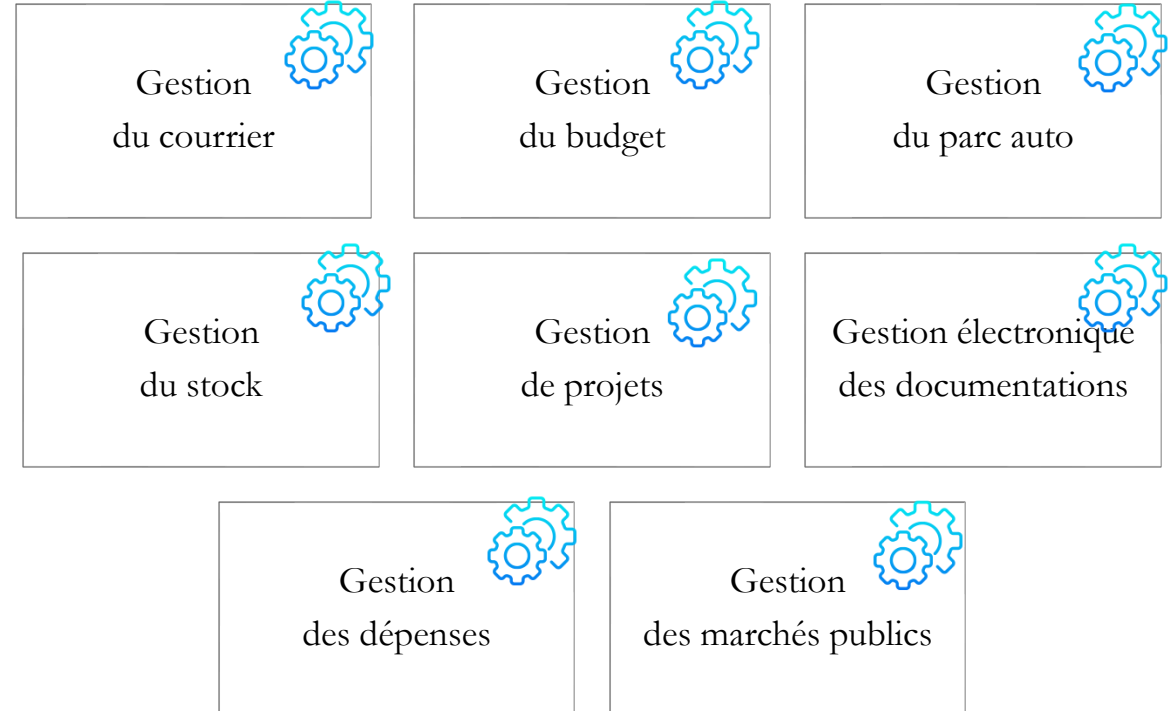 Gestion
du courrier
Gestion
du budget
Gestion
du parc auto
Gestion
du stock
Gestion
de projets
Gestion électronique
des documentations
Gestion
des dépenses
Gestion
des marchés publics